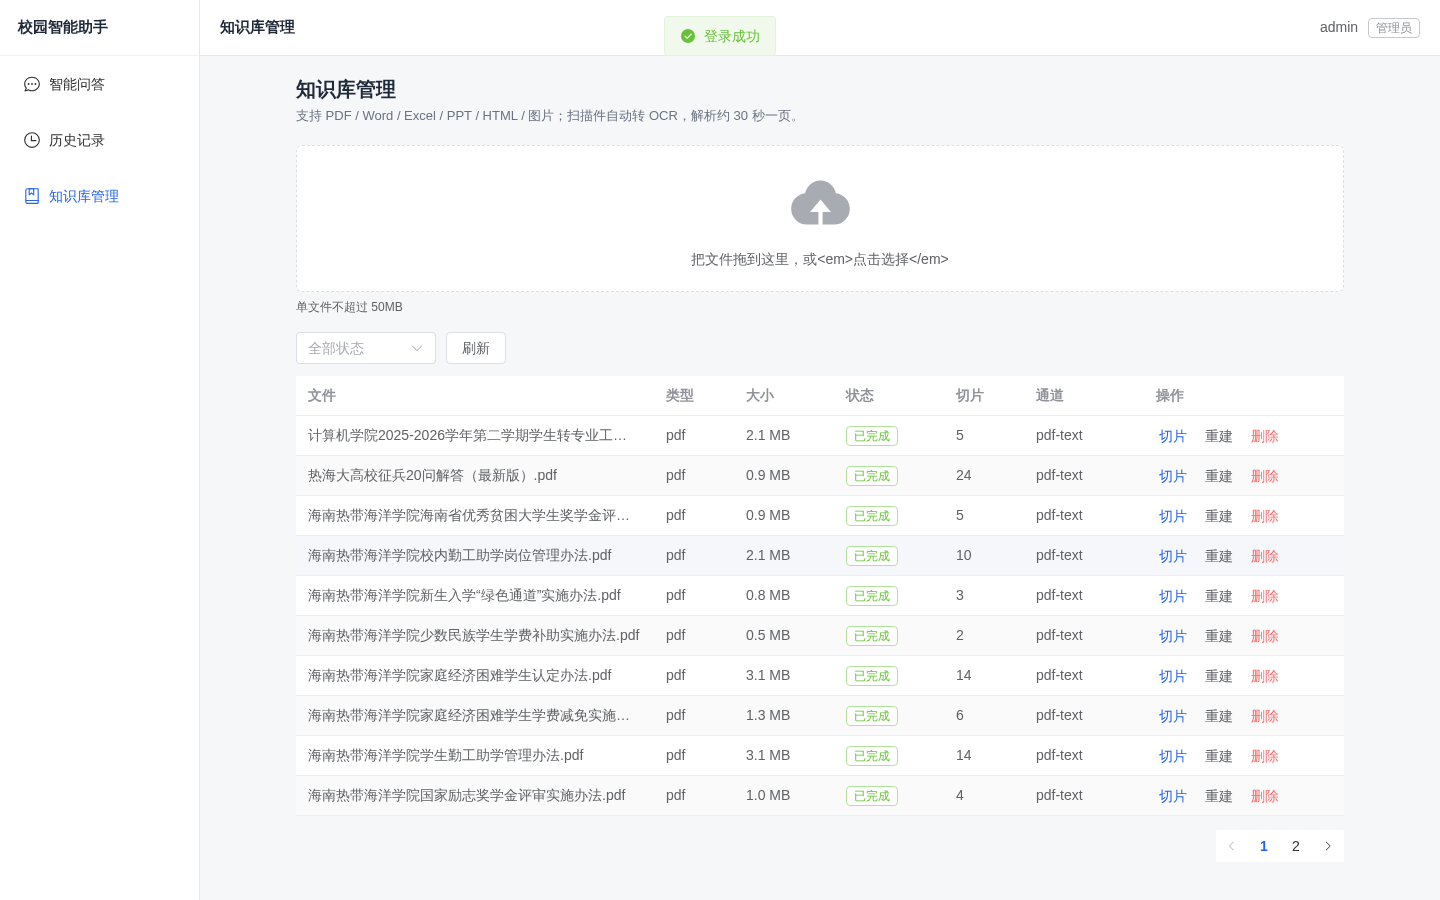 校园智能助手
知识库管理
登录成功
admin 管理员
智能问答
历史记录
知识库管理
知识库管理
支持 PDF / Word / Excel / PPT / HTML / 图片；扫描件自动转 OCR，解析约 30 秒一页。
把文件拖到这里，或<em>点击选择</em>
单文件不超过 50MB
全部状态 刷新
文件 类型 大小 状态 切片 通道 操作
计算机学院2025-2026学年第二学期学生转专业工… pdf 2.1 MB 已完成 5 pdf-text 切片 重建 删除
热海大高校征兵20问解答（最新版）.pdf pdf 0.9 MB 已完成 24 pdf-text 切片 重建 删除
海南热带海洋学院海南省优秀贫困大学生奖学金评… pdf 0.9 MB 已完成 5 pdf-text 切片 重建 删除
海南热带海洋学院校内勤工助学岗位管理办法.pdf pdf 2.1 MB 已完成 10 pdf-text 切片 重建 删除
海南热带海洋学院新生入学“绿色通道”实施办法.pdf pdf 0.8 MB 已完成 3 pdf-text 切片 重建 删除
海南热带海洋学院少数民族学生学费补助实施办法.pdf pdf 0.5 MB 已完成 2 pdf-text 切片 重建 删除
海南热带海洋学院家庭经济困难学生认定办法.pdf pdf 3.1 MB 已完成 14 pdf-text 切片 重建 删除
海南热带海洋学院家庭经济困难学生学费减免实施… pdf 1.3 MB 已完成 6 pdf-text 切片 重建 删除
海南热带海洋学院学生勤工助学管理办法.pdf pdf 3.1 MB 已完成 14 pdf-text 切片 重建 删除
海南热带海洋学院国家励志奖学金评审实施办法.pdf pdf 1.0 MB 已完成 4 pdf-text 切片 重建 删除
1 2